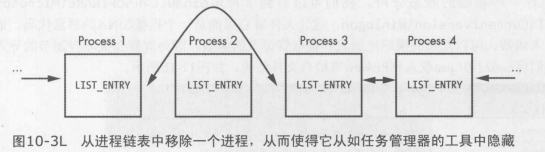 Process 1 Process 2 Process 3 Process 4
... LIST_ENTRY LIST_ENTRY LIST_ENTRY LIST_ENTRY ...
图10-3L 从进程链表中移除一个进程，从而使得它从如任务管理器的工具中隐藏